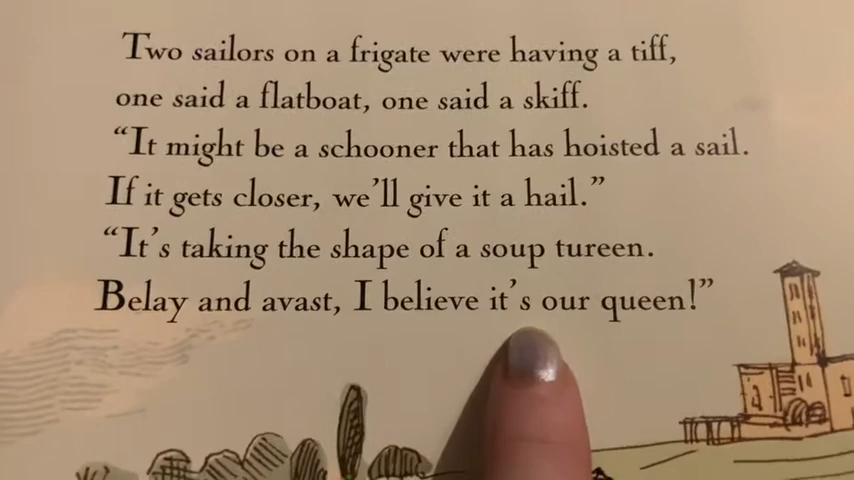 Two sailors on a frigate were having a tiff,
one said a flatboat, one said a skiff.
“It might be a schooner that has hoisted a sail.
If it gets closer, we’ll give it a hail.”
“It’s taking the shape of a soup tureen.
Belay and avast, I believe it’s our queen!”